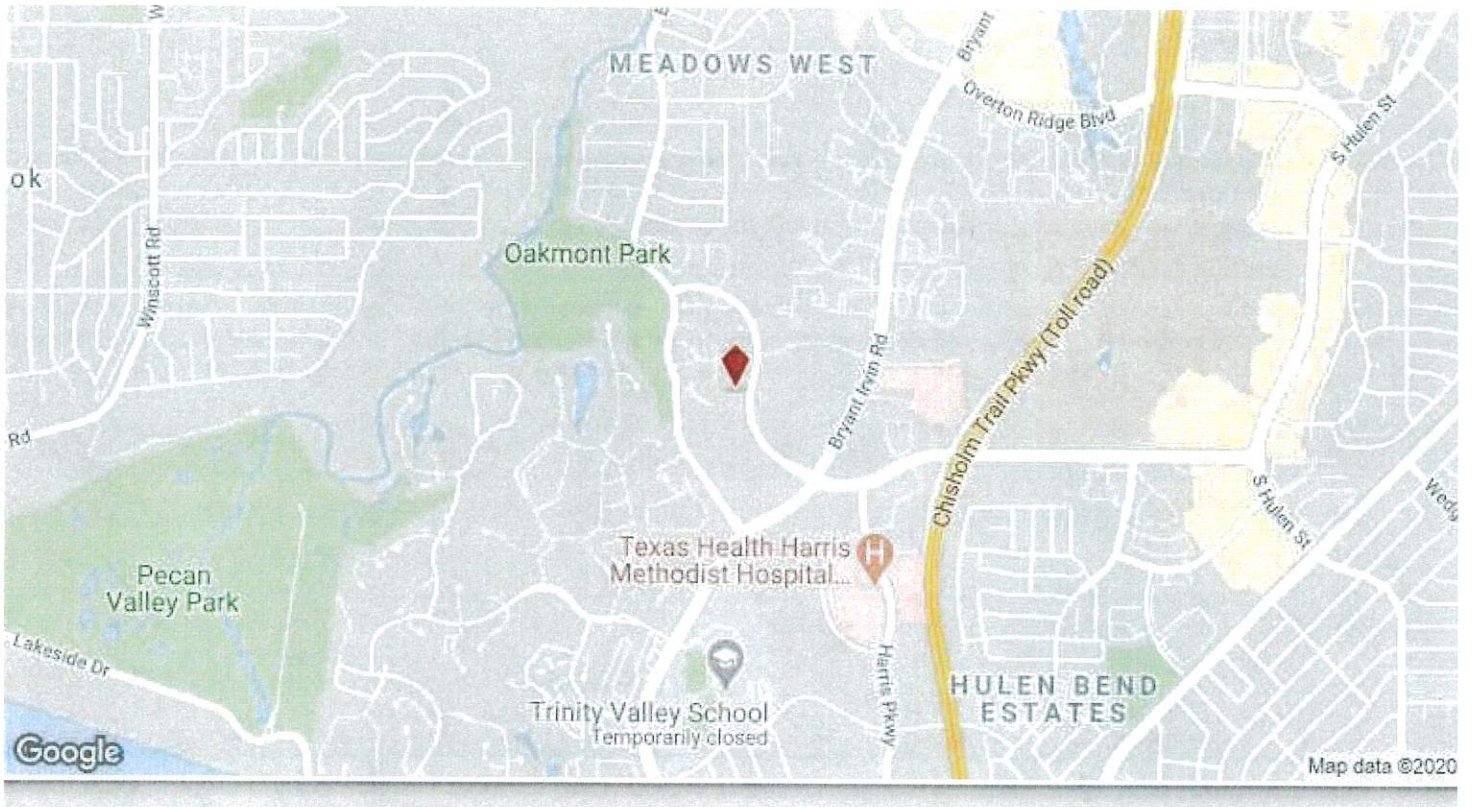 MEADOWS WEST
Bryant
Overton Ridge Blvd
S Hulen St
ok
Winscott Rd
Oakmont Park
Chisholm Trail Pkwy (Toll road)
Bryant Irvin Rd
Rd
S Hulen St
Wedg
Texas Health Harris
Methodist Hospital...
H
Pecan
Valley Park
Lakeside Dr
Harris Pkwy
HULEN BEND
ESTATES
Trinity Valley School
Temporarily closed
Google
Map data ©2020